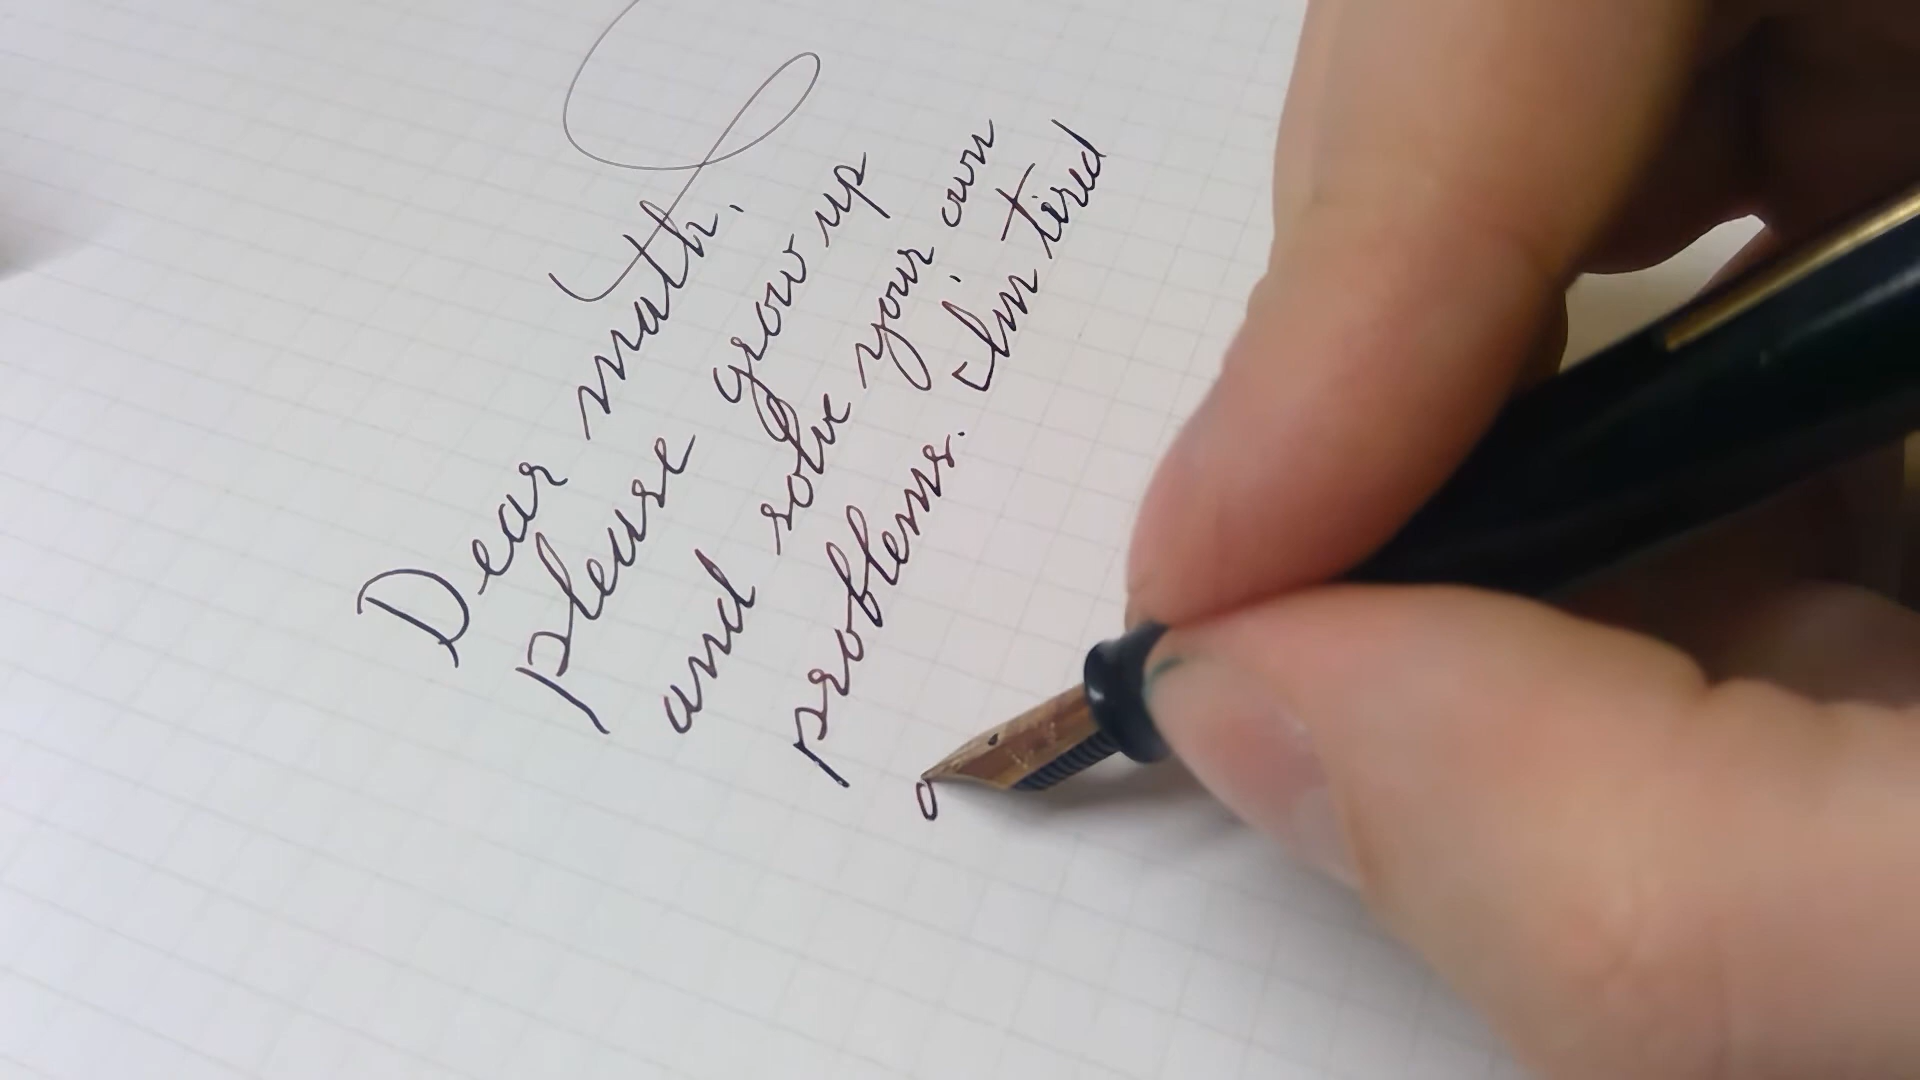 Dear math,
please grow up
and solve your own
problems. I'm tired
o